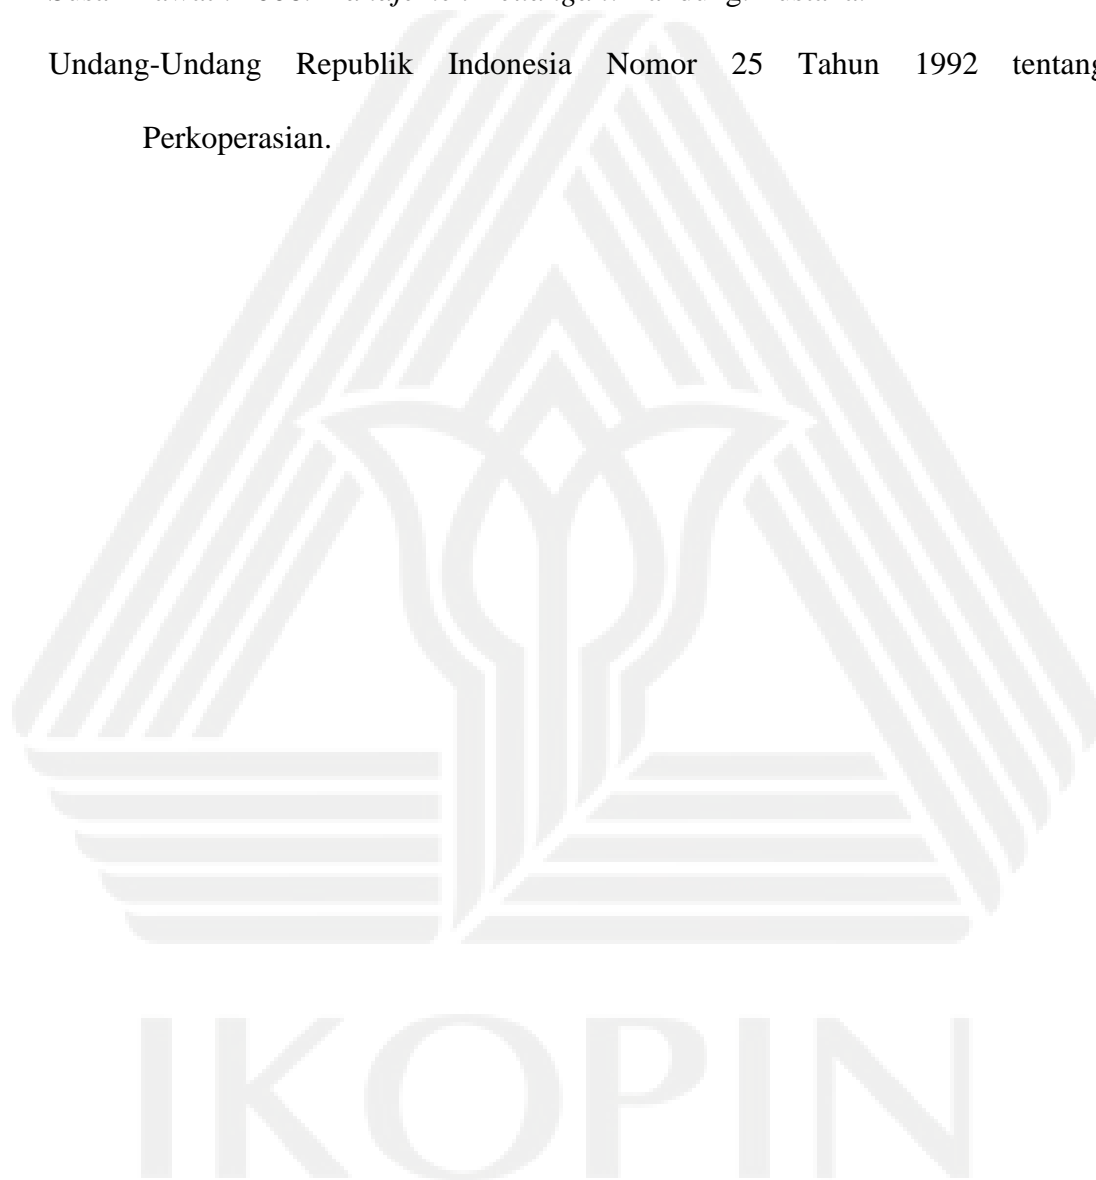 Undang-Undang Republik Indonesia Nomor 25 Tahun 1992 tentang
Perkoperasian.
IKOPIN